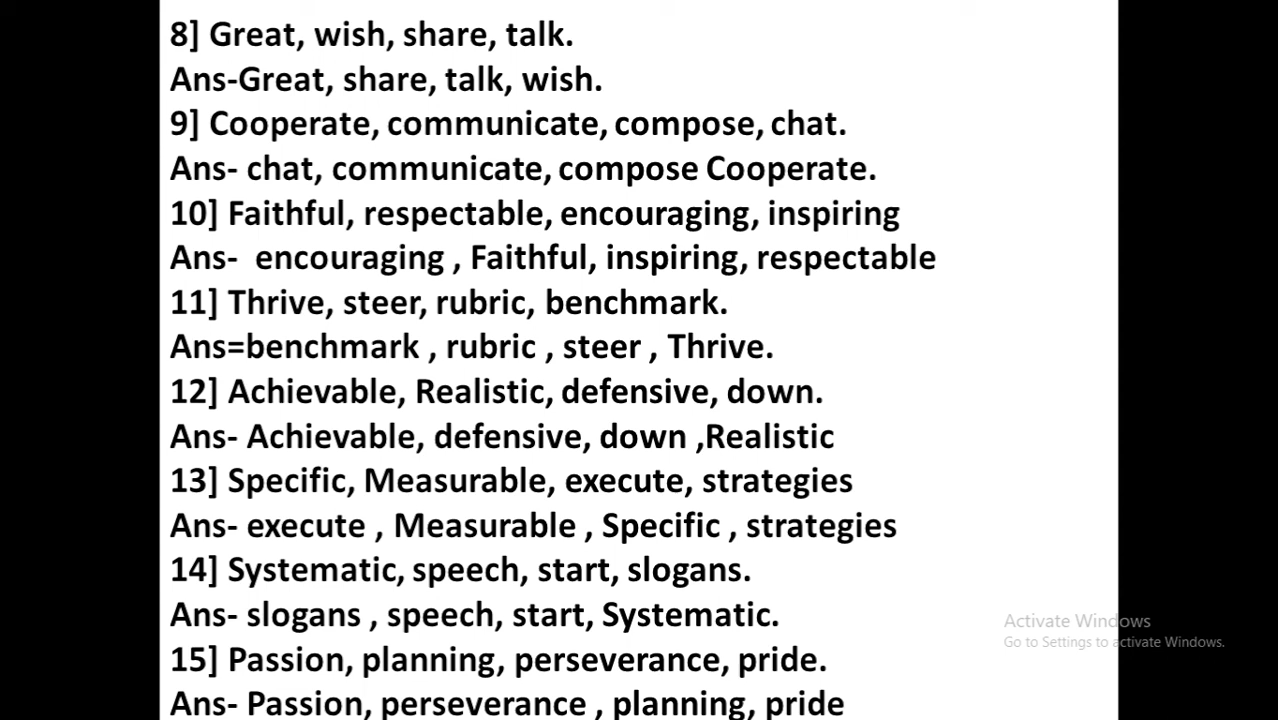 8] Great, wish, share, talk.
Ans-Great, share, talk, wish.
9] Cooperate, communicate, compose, chat.
Ans- chat, communicate, compose Cooperate.
10] Faithful, respectable, encouraging, inspiring
Ans-  encouraging , Faithful, inspiring, respectable
11] Thrive, steer, rubric, benchmark.
Ans=benchmark , rubric , steer , Thrive.
12] Achievable, Realistic, defensive, down.
Ans- Achievable, defensive, down ,Realistic
13] Specific, Measurable, execute, strategies
Ans- execute , Measurable , Specific , strategies
14] Systematic, speech, start, slogans.
Ans- slogans , speech, start, Systematic.
15] Passion, planning, perseverance, pride.
Ans- Passion, perseverance , planning, pride
Activate Windows
Go to Settings to activate Windows.